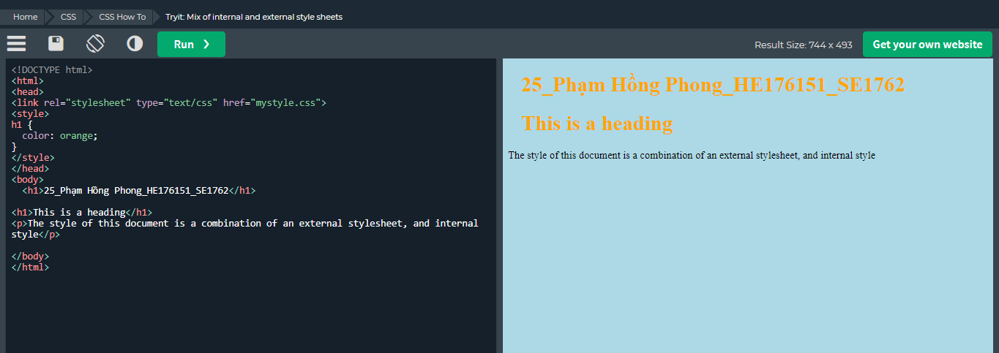 Home CSS CSS How To Tryit: Mix of internal and external style sheets
Run ❯ Result Size: 744 x 493 Get your own website
<!DOCTYPE html>
<html>
<head>
<link rel="stylesheet" type="text/css" href="mystyle.css">
<style>
h1 {
  color: orange;
}
</style>
</head>
<body>
  <h1>25_Phạm Hồng Phong_HE176151_SE1762</h1>
<h1>This is a heading</h1>
<p>The style of this document is a combination of an external stylesheet, and internal
style</p>
</body>
</html>
25_Phạm Hồng Phong_HE176151_SE1762
This is a heading
The style of this document is a combination of an external stylesheet, and internal style